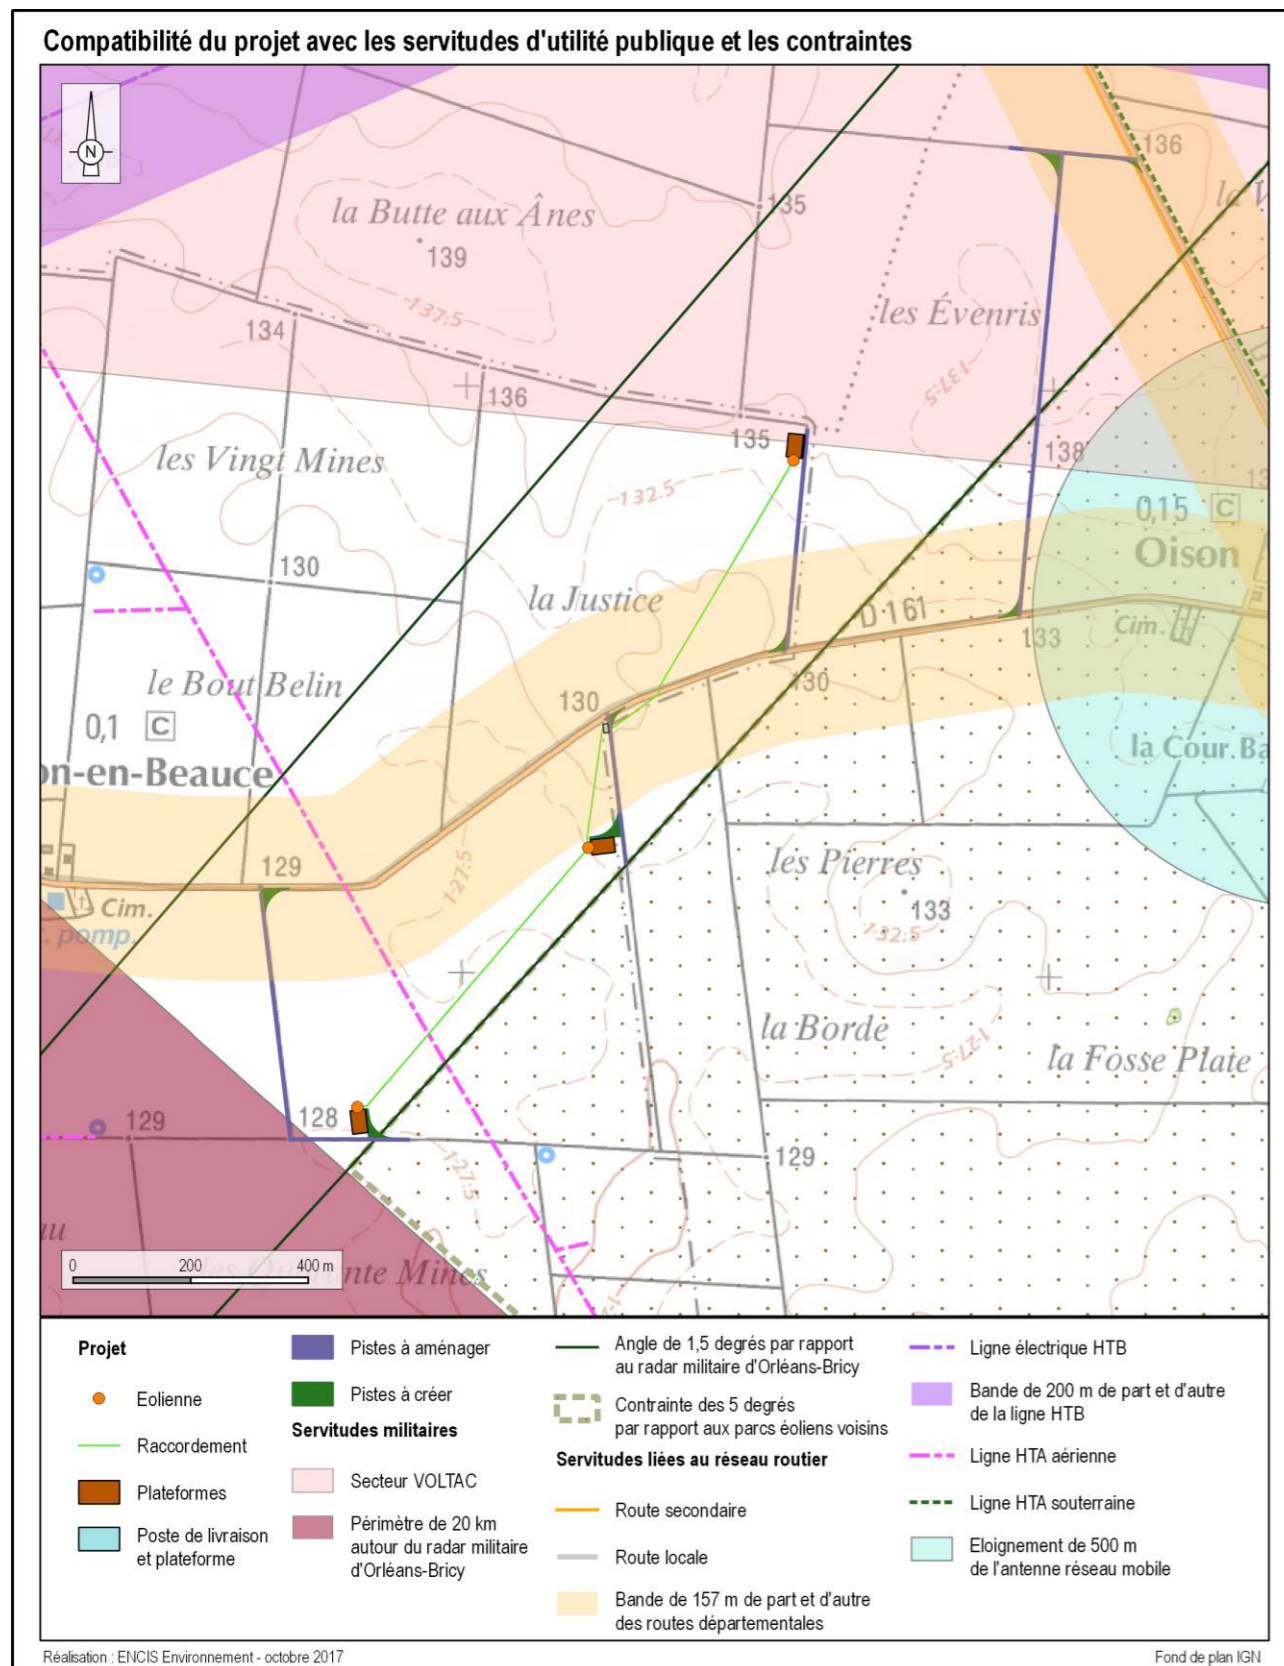 Compatibilité du projet avec les servitudes d'utilité publique et les contraintes
N
136
135
la Butte aux Ânes
139
137.5
les Évenris
134
137.5
136
135
138
les Vingt Mines
132.5
0,15 C
Oison
130
la Justice
D 161
Cim.
133
le Bout Belin
130
130
0,1 C
la Cour
on-en-Beauce
129
127.5
les Pierres
133
132.5
Cim.
pomp.
la Borde
127.5
la Fosse Plate
128
129
129
127.5
0 200 400 m
Mines
Projet
Eolienne
Raccordement
Plateformes
Poste de livraison
et plateforme
Pistes à aménager
Pistes à créer
Servitudes militaires
Secteur VOLTAC
Périmètre de 20 km
autour du radar militaire
d'Orléans-Bricy
Angle de 1,5 degrés par rapport
au radar militaire d'Orléans-Bricy
Contrainte des 5 degrés
par rapport aux parcs éoliens voisins
Servitudes liées au réseau routier
Route secondaire
Route locale
Bande de 157 m de part et d'autre
des routes départementales
Ligne électrique HTB
Bande de 200 m de part et d'autre
de la ligne HTB
Ligne HTA aérienne
Ligne HTA souterraine
Eloignement de 500 m
de l'antenne réseau mobile
Réalisation : ENCIS Environnement - octobre 2017
Fond de plan IGN